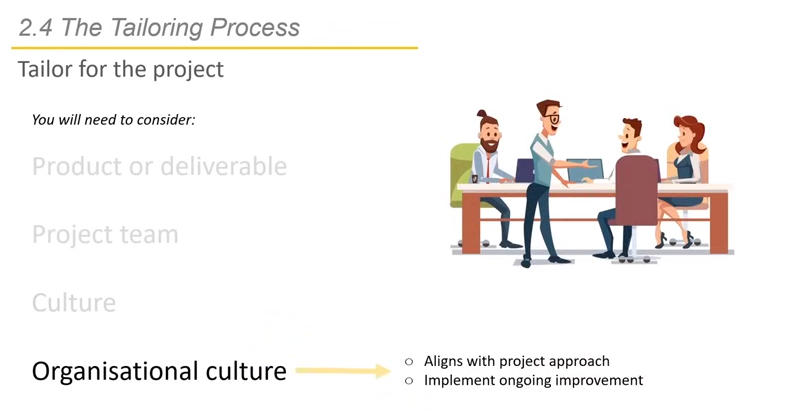 2.4 The Tailoring Process
Tailor for the project
You will need to consider:
Product or deliverable
Project team
Culture
Organisational culture
Aligns with project approach
Implement ongoing improvement